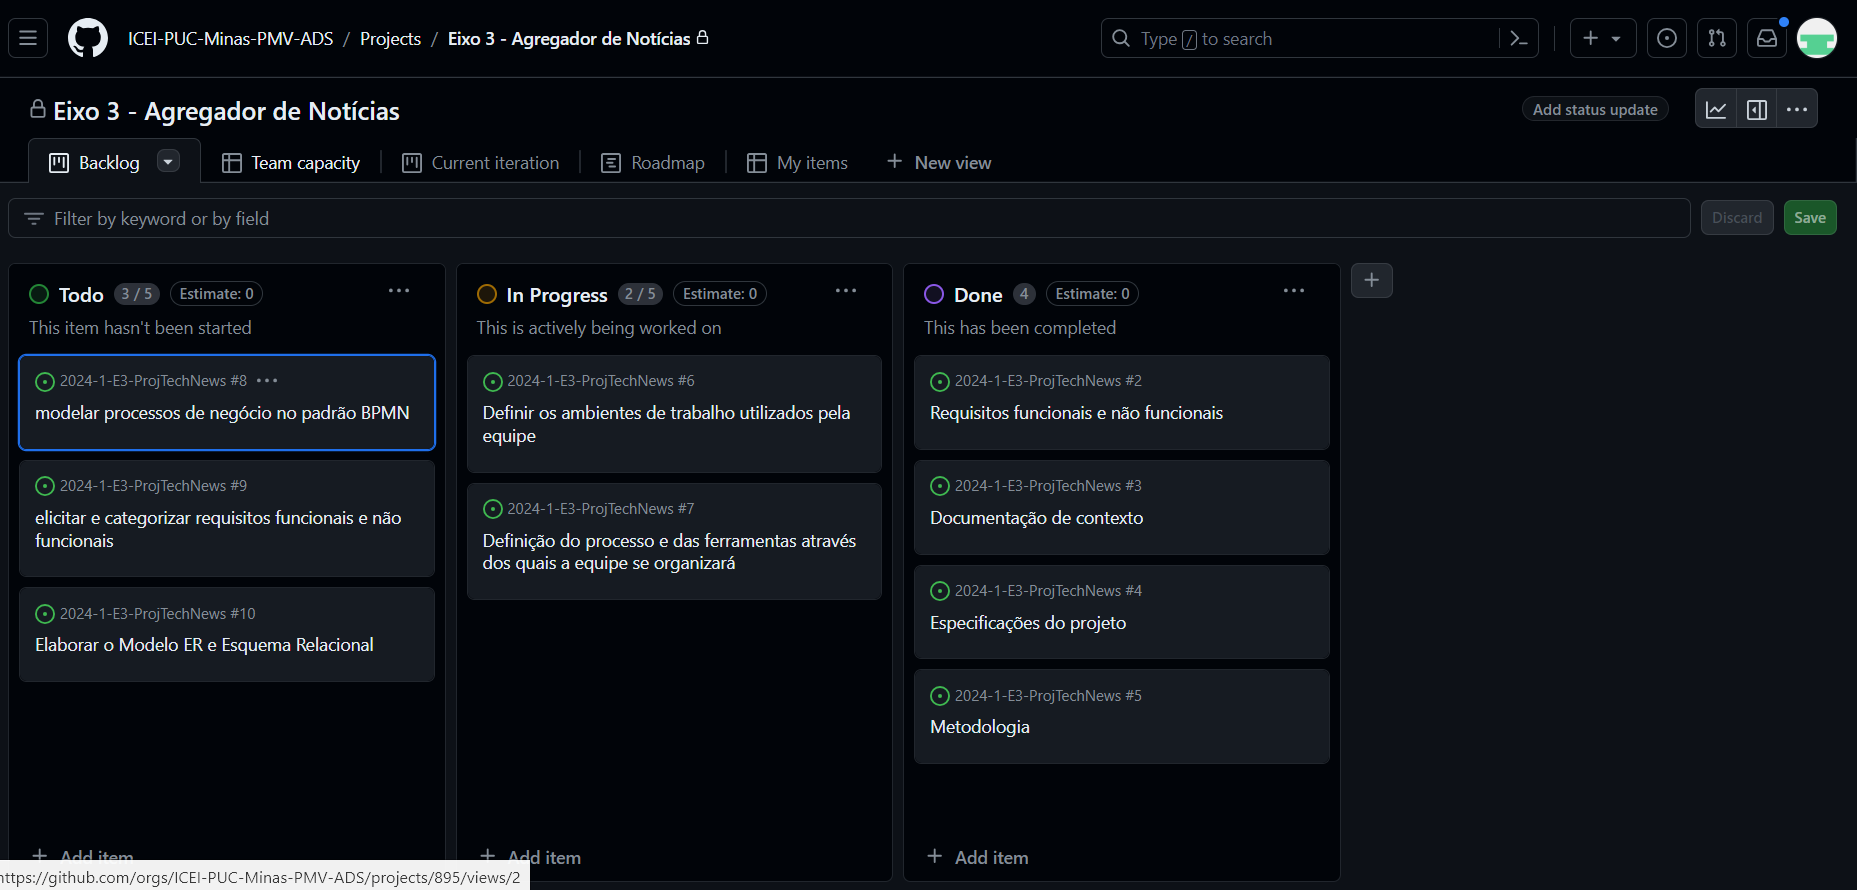 ICEI-PUC-Minas-PMV-ADS / Projects / Eixo 3 - Agregador de Notícias
Type / to search
Eixo 3 - Agregador de Notícias
Add status update
Backlog
Team capacity
Current iteration
Roadmap
My items
New view
Filter by keyword or by field
Discard
Save
Todo 3 / 5 Estimate: 0
This item hasn't been started
2024-1-E3-ProjTechNews #8
modelar processos de negócio no padrão BPMN
2024-1-E3-ProjTechNews #9
elicitar e categorizar requisitos funcionais e não
funcionais
2024-1-E3-ProjTechNews #10
Elaborar o Modelo ER e Esquema Relacional
Add item
In Progress 2 / 5 Estimate: 0
This is actively being worked on
2024-1-E3-ProjTechNews #6
Definir os ambientes de trabalho utilizados pela
equipe
2024-1-E3-ProjTechNews #7
Definição do processo e das ferramentas através
dos quais a equipe se organizará
Add item
Done 4 Estimate: 0
This has been completed
2024-1-E3-ProjTechNews #2
Requisitos funcionais e não funcionais
2024-1-E3-ProjTechNews #3
Documentação de contexto
2024-1-E3-ProjTechNews #4
Especificações do projeto
2024-1-E3-ProjTechNews #5
Metodologia
Add item
https://github.com/orgs/ICEI-PUC-Minas-PMV-ADS/projects/895/views/2